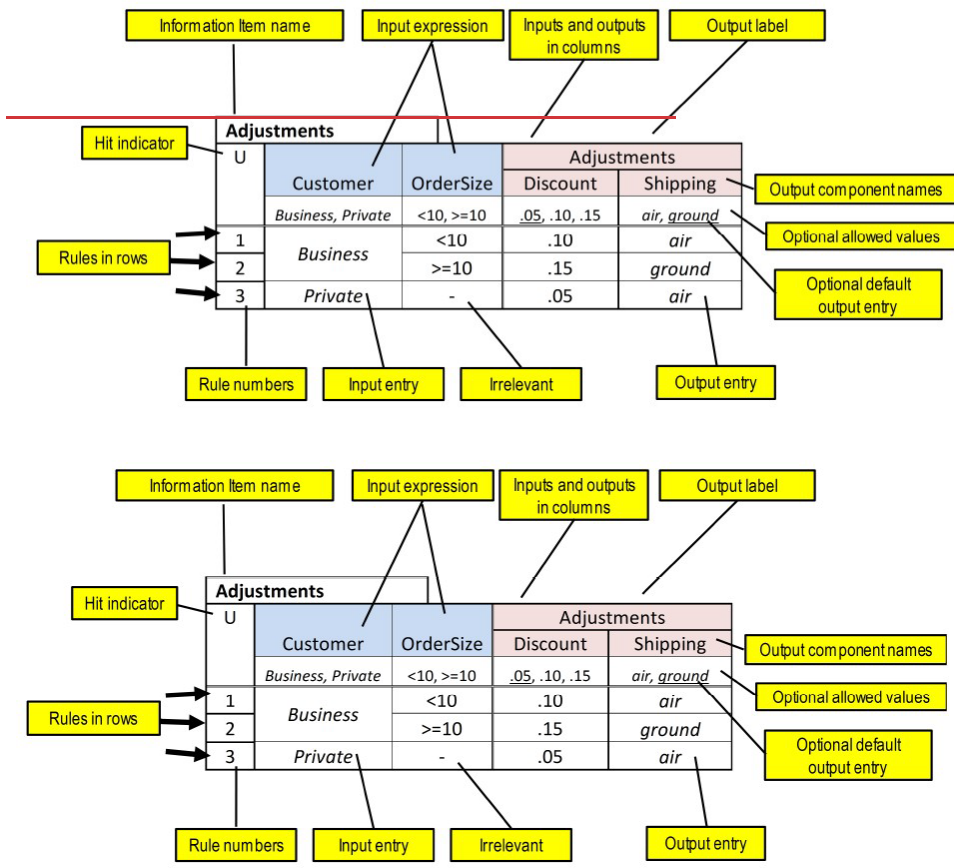 Information Item name
Input expression
Inputs and outputs
in columns
Output label
Adjustments
Hit indicator
U
Adjustments
Customer
OrderSize
Discount
Shipping
Output component names
Business, Private
<10, >=10
.05, .10, .15
air, ground
Optional allowed values
Rules in rows
1
Business
<10
.10
air
2
>=10
.15
ground
Optional default
output entry
3
Private
-
.05
air
Rule numbers
Input entry
Irrelevant
Output entry
Information Item name
Input expression
Inputs and outputs
in columns
Output label
Adjustments
Hit indicator
U
Adjustments
Customer
OrderSize
Discount
Shipping
Output component names
Business, Private
<10, >=10
.05, .10, .15
air, ground
Optional allowed values
Rules in rows
1
Business
<10
.10
air
2
>=10
.15
ground
Optional default
output entry
3
Private
-
.05
air
Rule numbers
Input entry
Irrelevant
Output entry